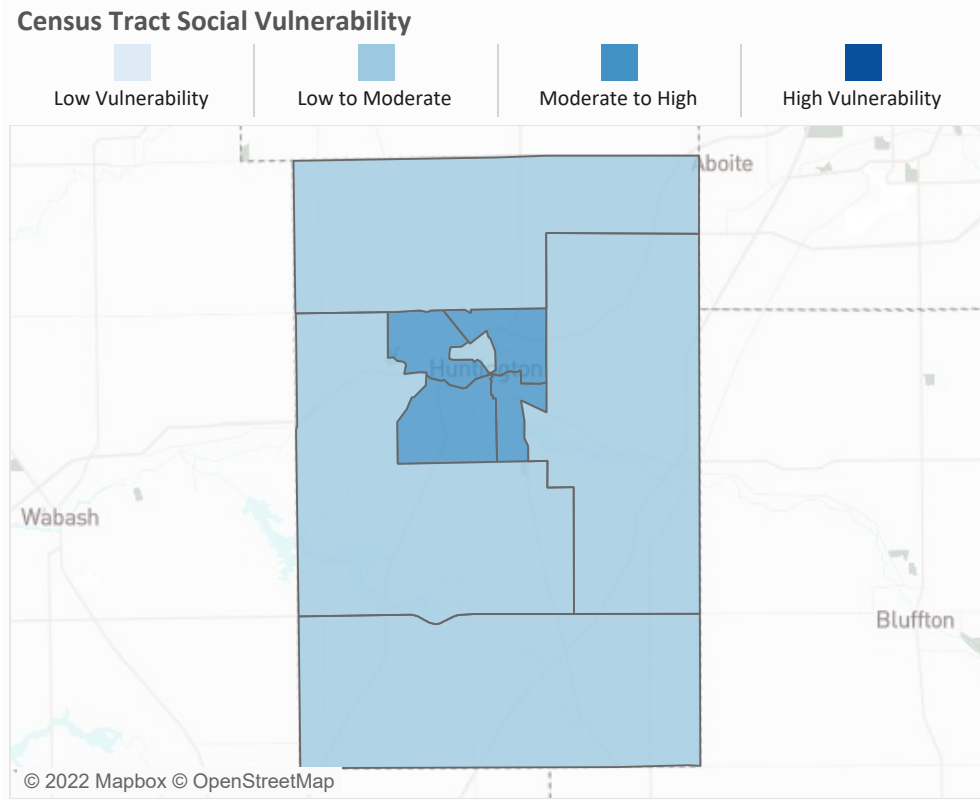 Census Tract Social Vulnerability
Low Vulnerability
Low to Moderate
Moderate to High
High Vulnerability
Aboite
Huntington
Wabash
Bluffton
© 2022 Mapbox © OpenStreetMap